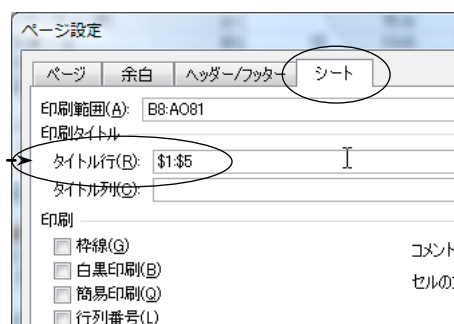 ページ設定
ページ 余白 ヘッダー/フッター シート
印刷範囲(A): B8:AO81
印刷タイトル
タイトル行(R): $1:$5
タイトル列(C):
印刷
枠線(G)
コメント
白黒印刷(B)
セルの
簡易印刷(Q)
行列番号(L)